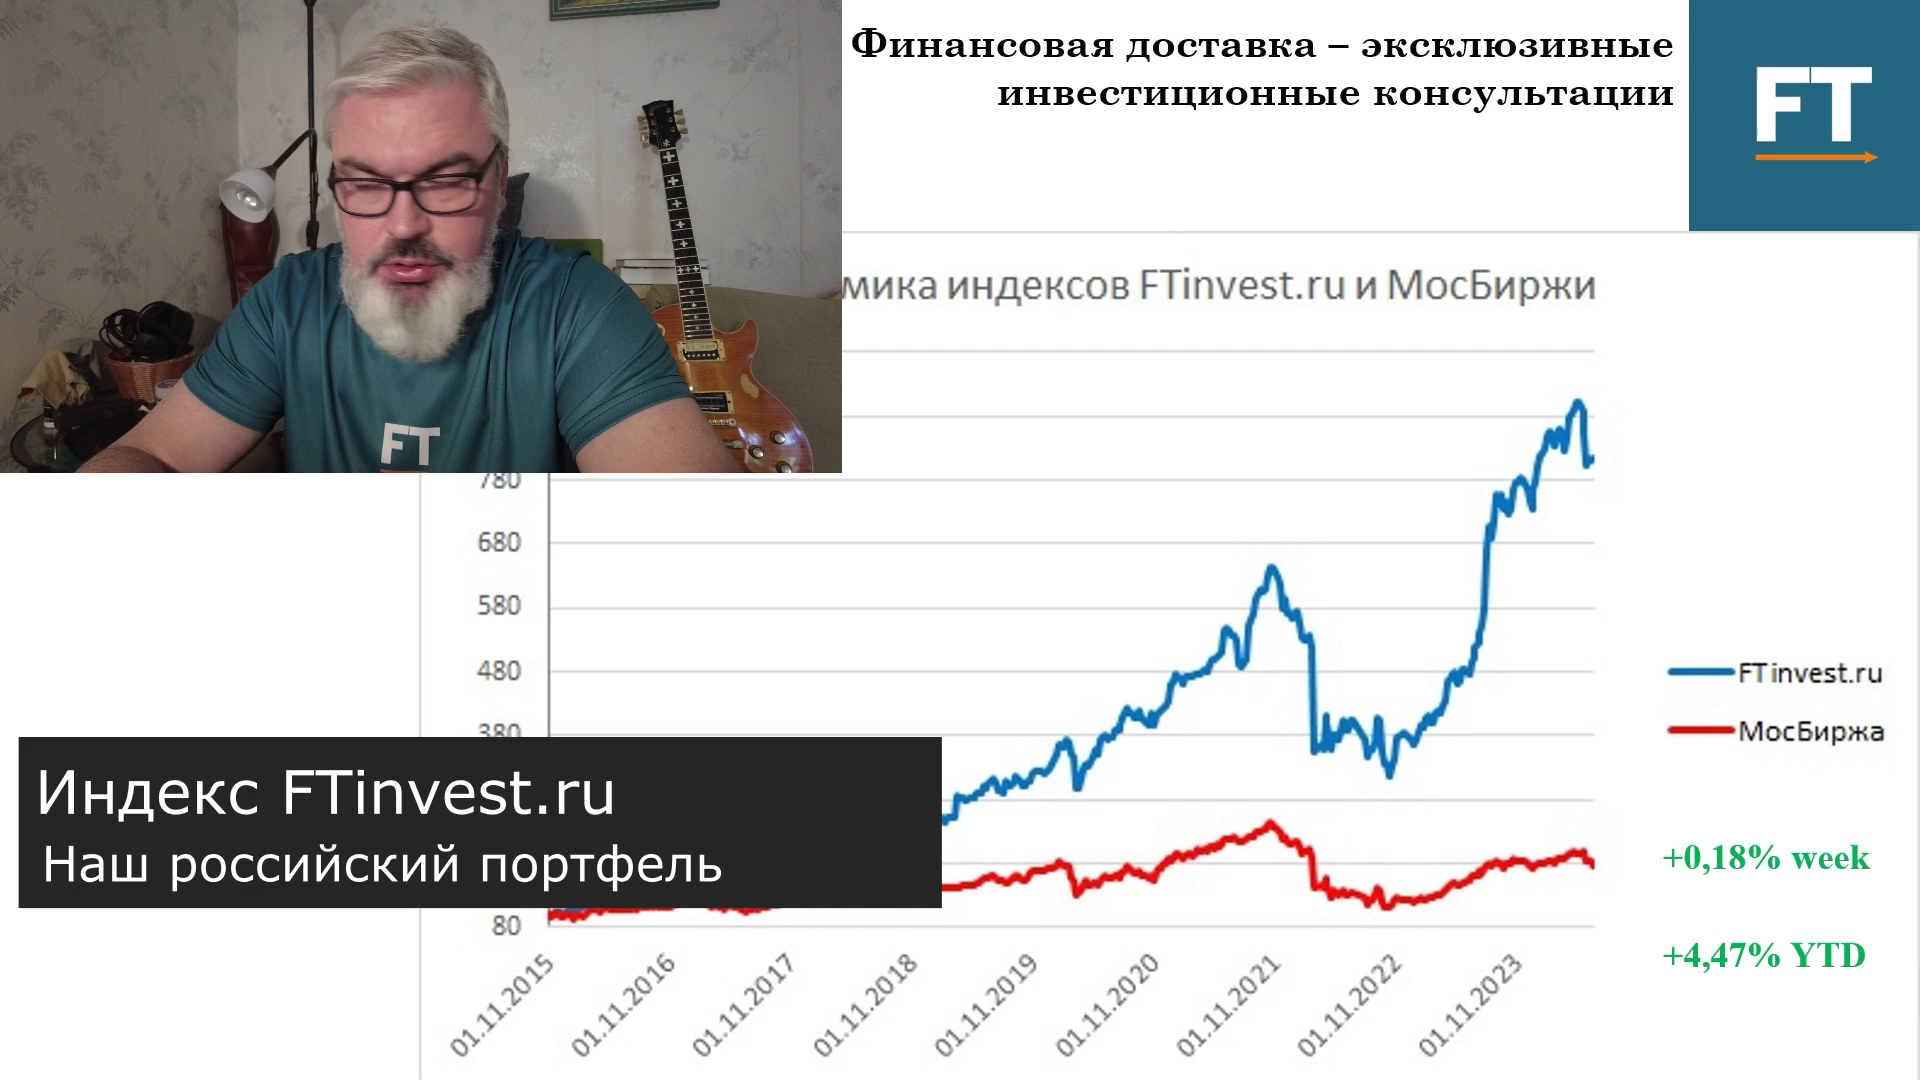 Финансовая доставка – эксклюзивные
инвестиционные консультации
FT
мика индексов FTinvest.ru и МосБиржи
FT
780
680
580
480
380
80
01.11.2015
01.11.2016
01.11.2017
01.11.2018
01.11.2019
01.11.2020
01.11.2021
01.11.2022
01.11.2023
FTinvest.ru
МосБиржа
+0,18% week
+4,47% YTD
Индекс FTinvest.ru
Наш российский портфель